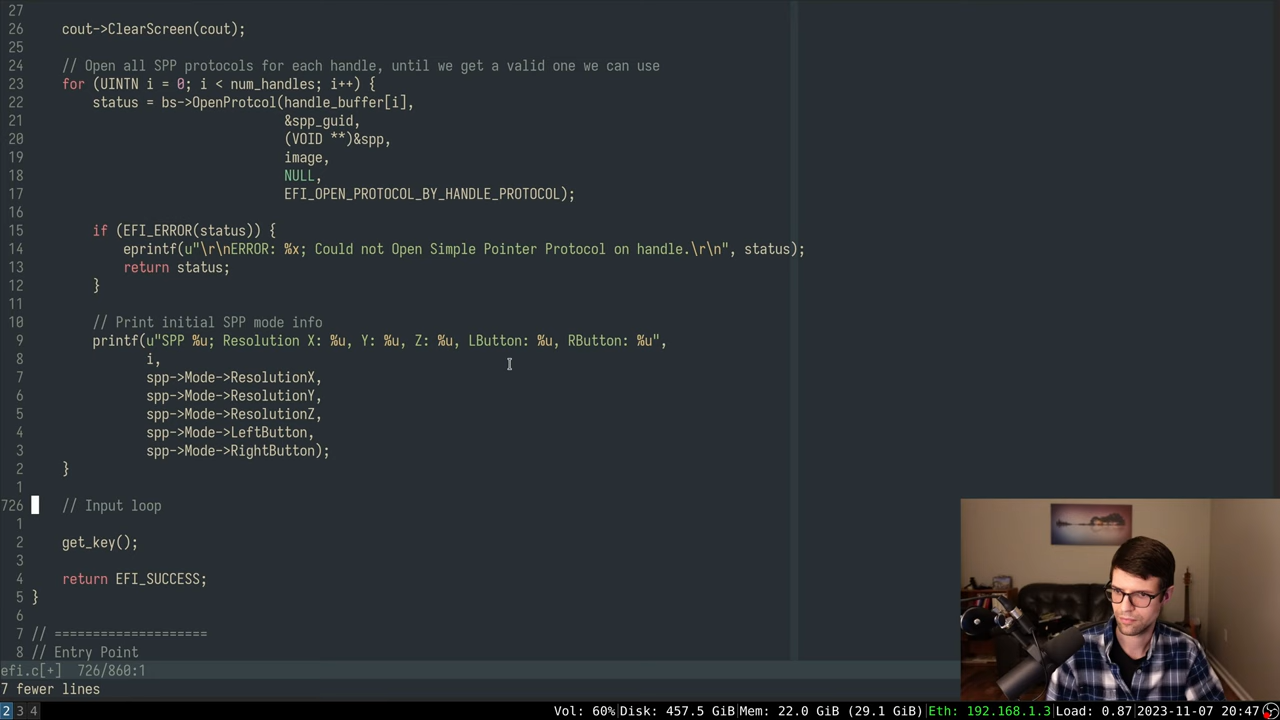 27
26     cout->ClearScreen(cout);
25
24     // Open all SPP protocols for each handle, until we get a valid one we can use
23     for (UINTN i = 0; i < num_handles; i++) {
22         status = bs->OpenProtcol(handle_buffer[i],
21                                  &spp_guid,
20                                  (VOID **)&spp,
19                                  image,
18                                  NULL,
17                                  EFI_OPEN_PROTOCOL_BY_HANDLE_PROTOCOL);
16
15         if (EFI_ERROR(status)) {
14             eprintf(u"\r\nERROR: %x; Could not Open Simple Pointer Protocol on handle.\r\n", status);
13             return status;
12         }
11
10         // Print initial SPP mode info
9         printf(u"SPP %u; Resolution X: %u, Y: %u, Z: %u, LButton: %u, RButton: %u",
8                i,
7                spp->Mode->ResolutionX,
6                spp->Mode->ResolutionY,
5                spp->Mode->ResolutionZ,
4                spp->Mode->LeftButton,
3                spp->Mode->RightButton);
2     }
1
726     // Input loop
1
2     get_key();
3
4     return EFI_SUCCESS;
5 }
6
7 // ====================
8 // Entry Point
efi.c[+]  726/860:1
7 fewer lines
2 3 4 Vol: 60%|Disk: 457.5 GiB|Mem: 22.0 GiB (29.1 GiB)|Eth: 192.168.1.3|Load: 0.87|2023-11-07 20:47